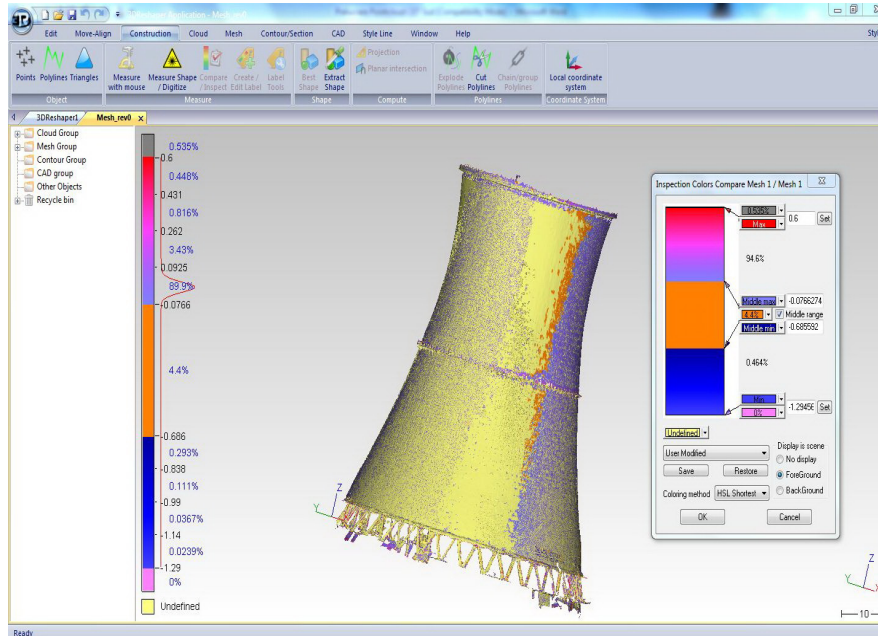 Edit Move-Align Construction Cloud Mesh Contour/Section CAD Style Line Window Help
Points Polylines Triangles
Object
Measure with mouse
Measure Shape / Digitize
Compare / Inspect
Create / Edit Label
Label Tools
Measure
Best Shape
Extract Shape
Shape
Projection
Planar intersection
Compute
Explode Polylines
Cut Polylines
Chain/group Polylines
Polylines
Local coordinate system
Coordinate System
3DReshaper1 Mesh_rev0 x
Cloud Group
Mesh Group
Contour Group
CAD group
Other Objects
Recycle bin
0.535%
0.6
0.448%
0.431
0.816%
0.262
3.43%
0.0925
89.9%
-0.0766
4.4%
-0.686
0.293%
-0.838
0.111%
-0.99
0.0367%
-1.14
0.0239%
-1.29
0%
Undefined
Z
Y
Inspection Colors Compare Mesh 1 / Mesh 1
0.535%
Max 0.6 Set
94.6%
Middle max -0.0766274
4.4% Middle range
Middle min -0.685592
0.464%
Min
0% -1.2945 Set
Undefined
User Modified
Save Restore
Coloring method HSL Shortest
Display is scene
No display
ForeGround
BackGround
OK Cancel
Z
Y
X
10
Ready